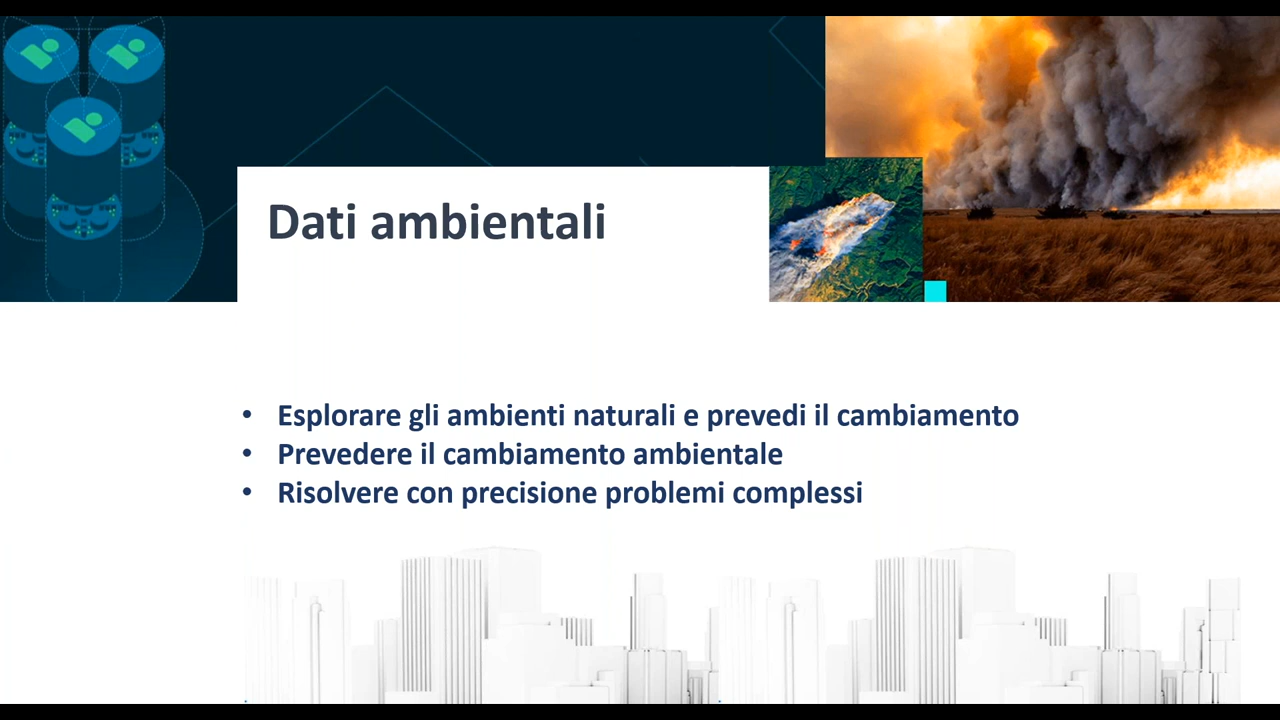 Dati ambientali
• Esplorare gli ambienti naturali e prevedi il cambiamento
• Prevedere il cambiamento ambientale
• Risolvere con precisione problemi complessi